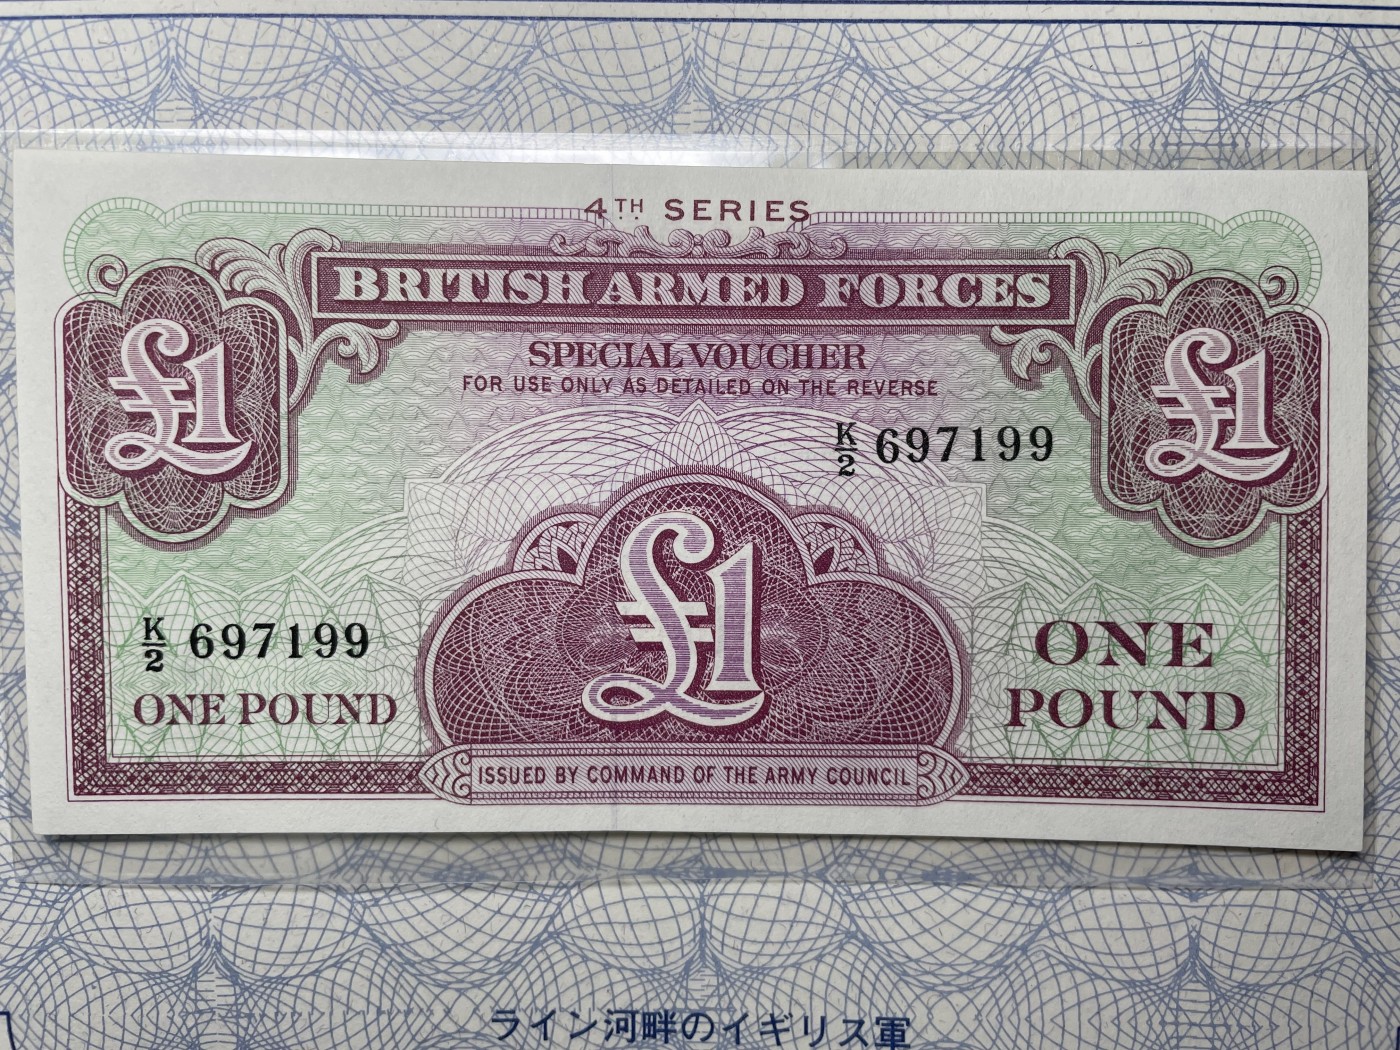 4TH SERIES
BRITISH ARMED FORCES
£1
£1
SPECIAL VOUCHER
FOR USE ONLY AS DETAILED ON THE REVERSE
K/2 697199
£1
K/2 697199
ONE POUND
ONE
POUND
ISSUED BY COMMAND OF THE ARMY COUNCIL
ライン河畔のイギリス軍